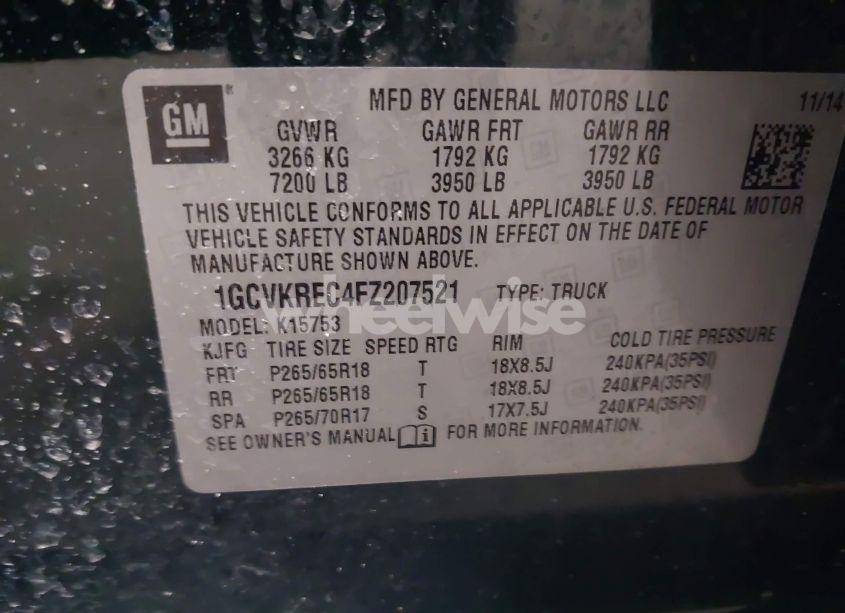 GM MFD BY GENERAL MOTORS LLC 11/14
GVWR GAWR FRT GAWR RR
3266 KG 1792 KG 1792 KG
7200 LB 3950 LB 3950 LB
THIS VEHICLE CONFORMS TO ALL APPLICABLE U.S. FEDERAL MOTOR
VEHICLE SAFETY STANDARDS IN EFFECT ON THE DATE OF
MANUFACTURE SHOWN ABOVE.
1GCVKREC4FZ207521 TYPE: TRUCK
wheelwise
MODEL: K15753
KJFG TIRE SIZE SPEED RTG RIM COLD TIRE PRESSURE
FRT P265/65R18 T 18X8.5J 240KPA(35PSI)
RR P265/65R18 T 18X8.5J 240KPA(35PSI)
SPA P265/70R17 S 17X7.5J 240KPA(35PSI)
SEE OWNER'S MANUAL i FOR MORE INFORMATION.